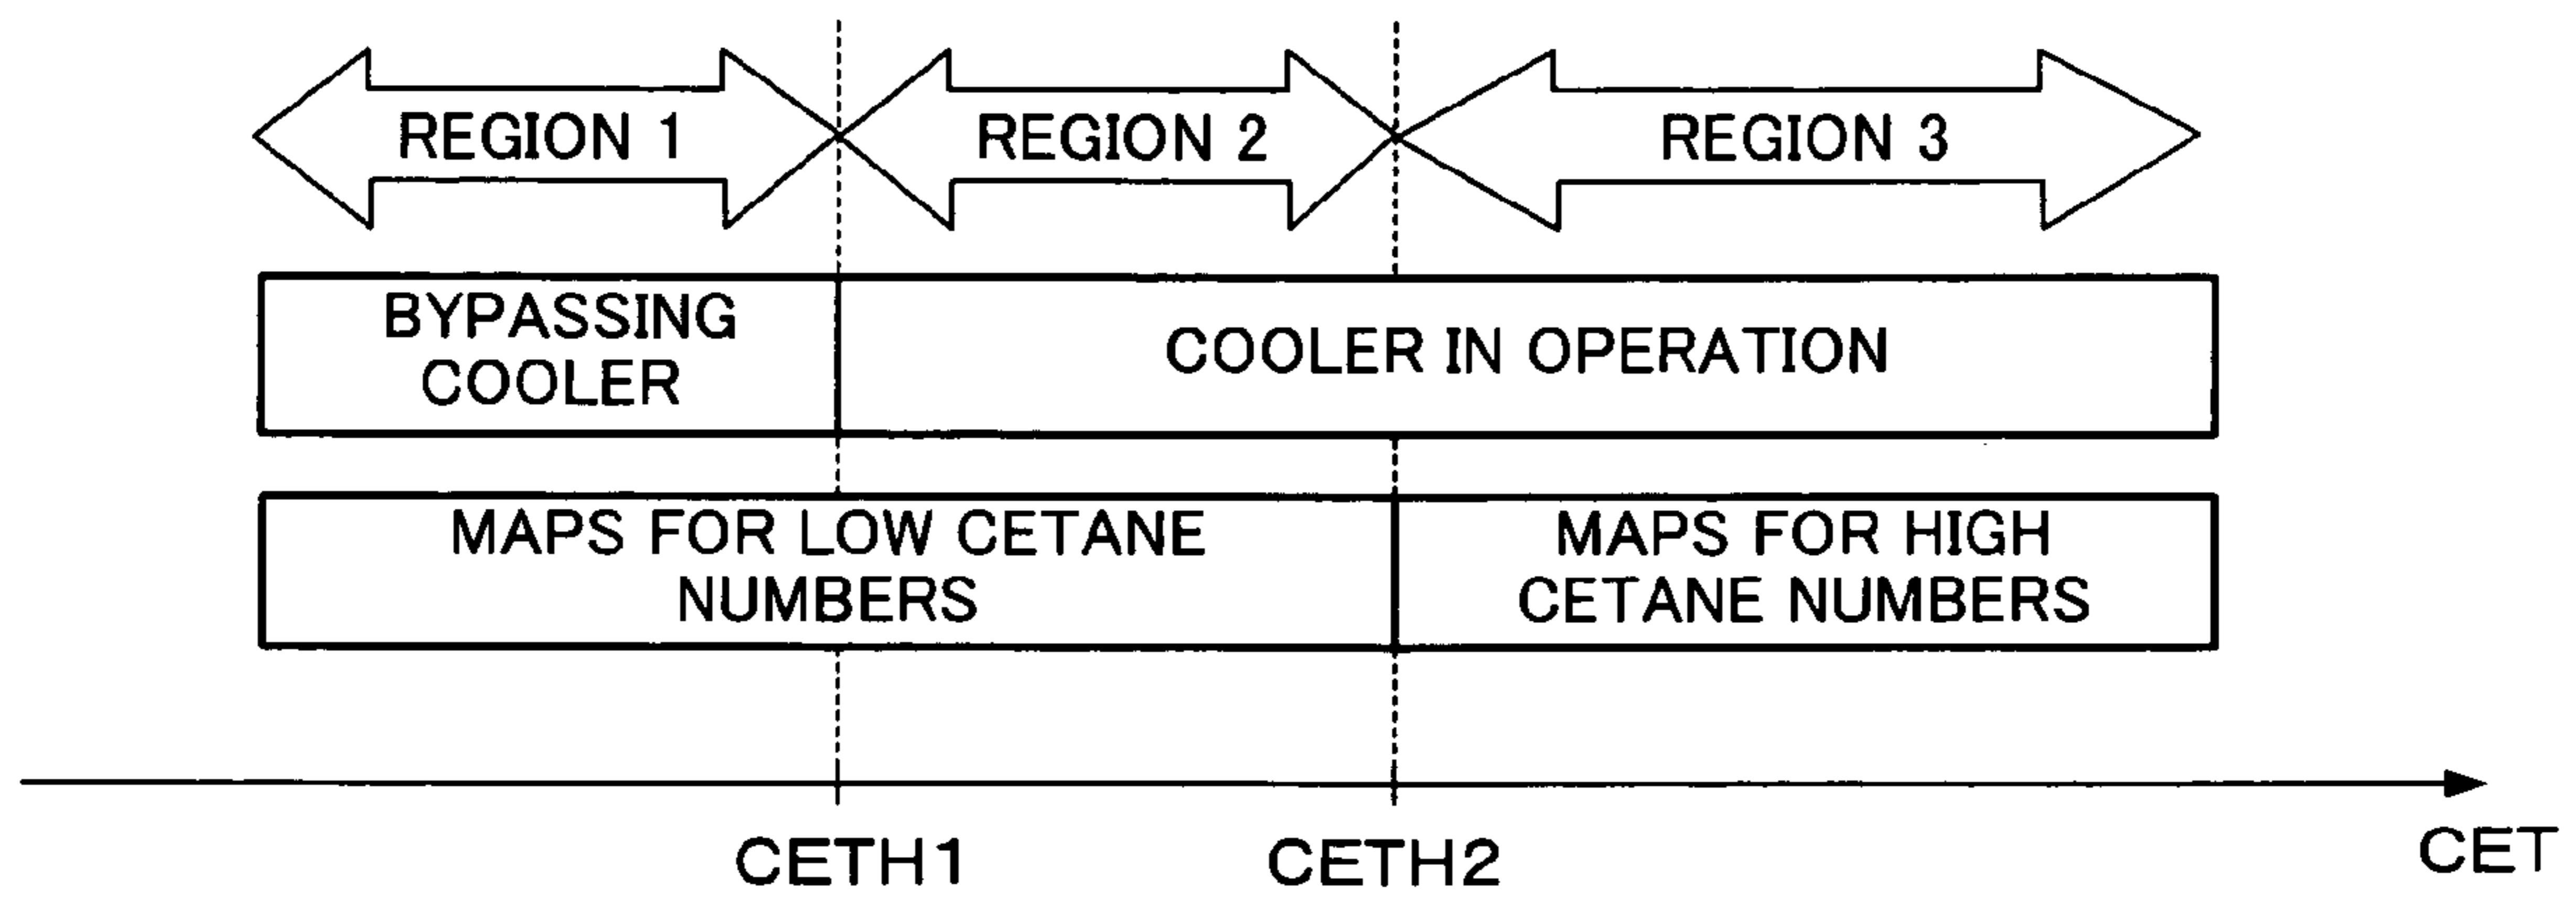 REGION 1
REGION 2
REGION 3
BYPASSING
COOLER
COOLER IN OPERATION
MAPS FOR LOW CETANE
NUMBERS
MAPS FOR HIGH
CETANE NUMBERS
CETH1
CETH2
CET